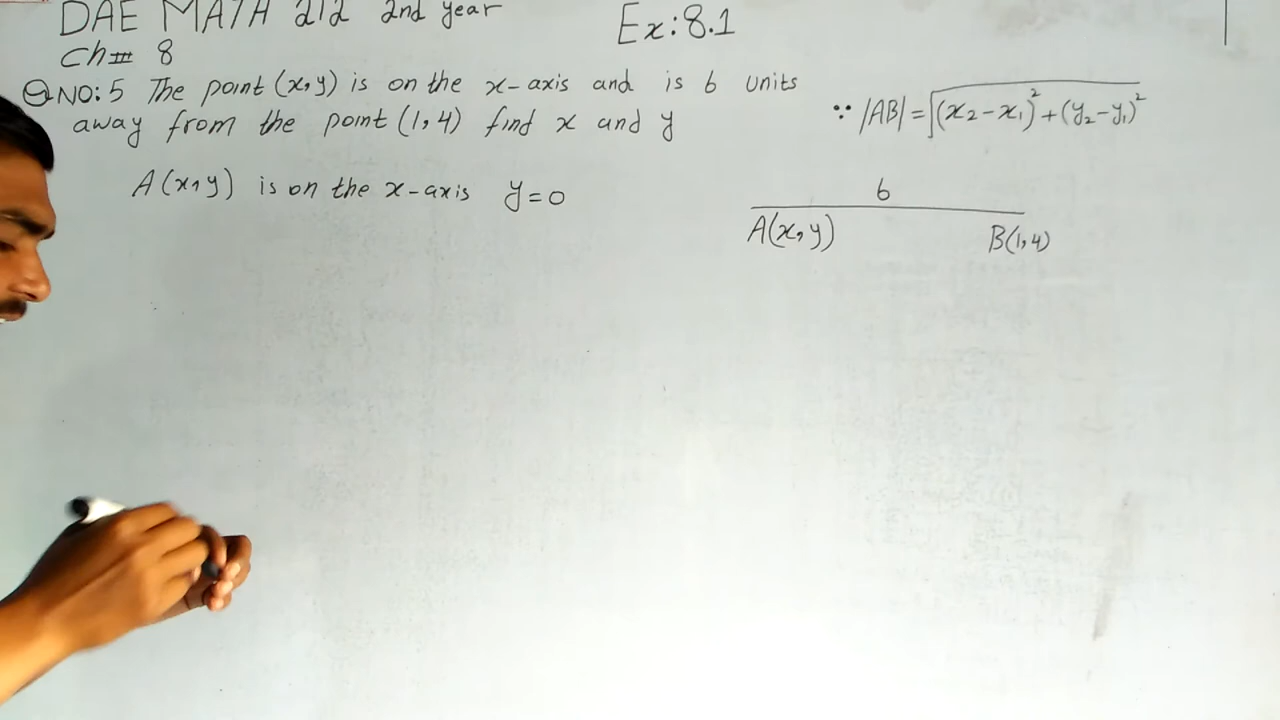 DAE MATH 212 2nd year
Ex:8.1
Ch# 8
Q NO:5 The point (x,y) is on the x-axis and is 6 units
away from the point (1,4) find x and y
∵ |AB| = √(x₂-x₁)²+(y₂-y₁)²
A(x,y) is on the x-axis y=0
6
A(x,y) B(1,4)